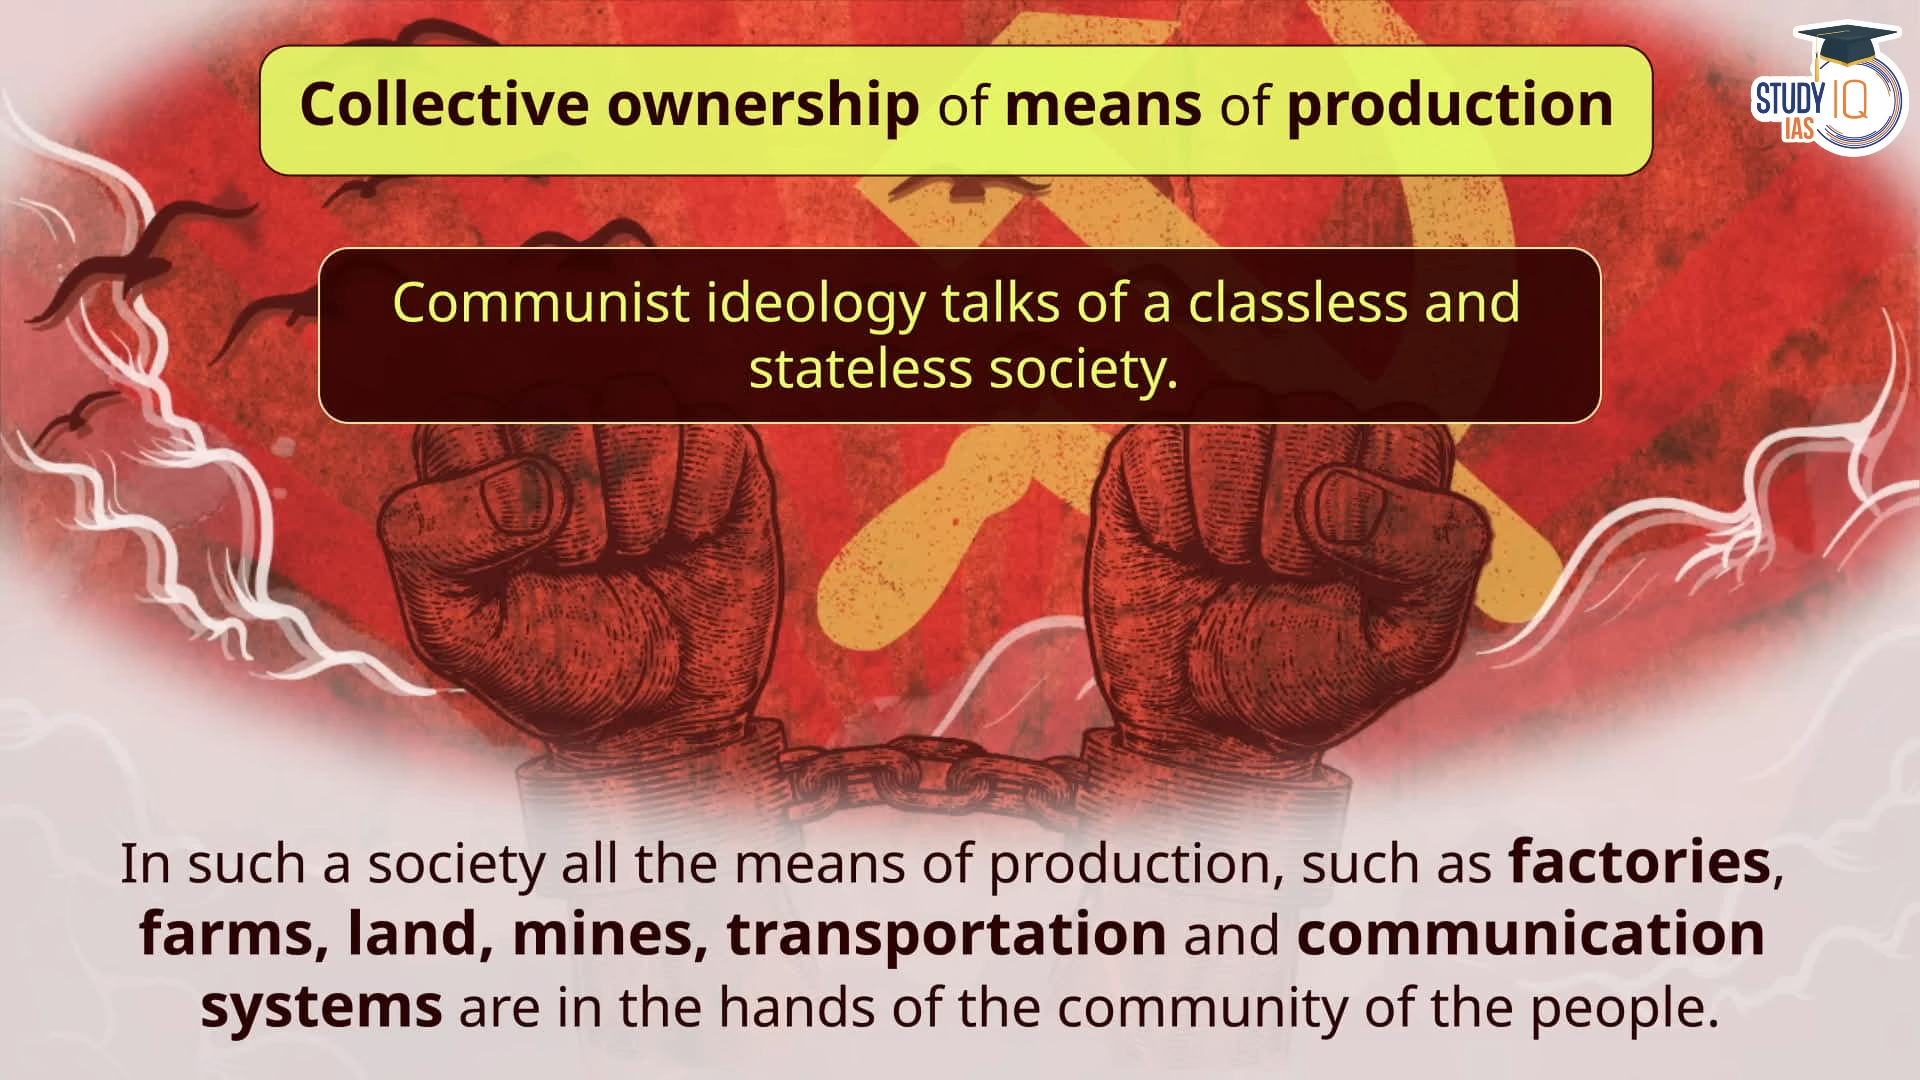 Collective ownership of means of production
STUDY IQ
IAS
Communist ideology talks of a classless and
stateless society.
In such a society all the means of production, such as factories,
farms, land, mines, transportation and communication
systems are in the hands of the community of the people.